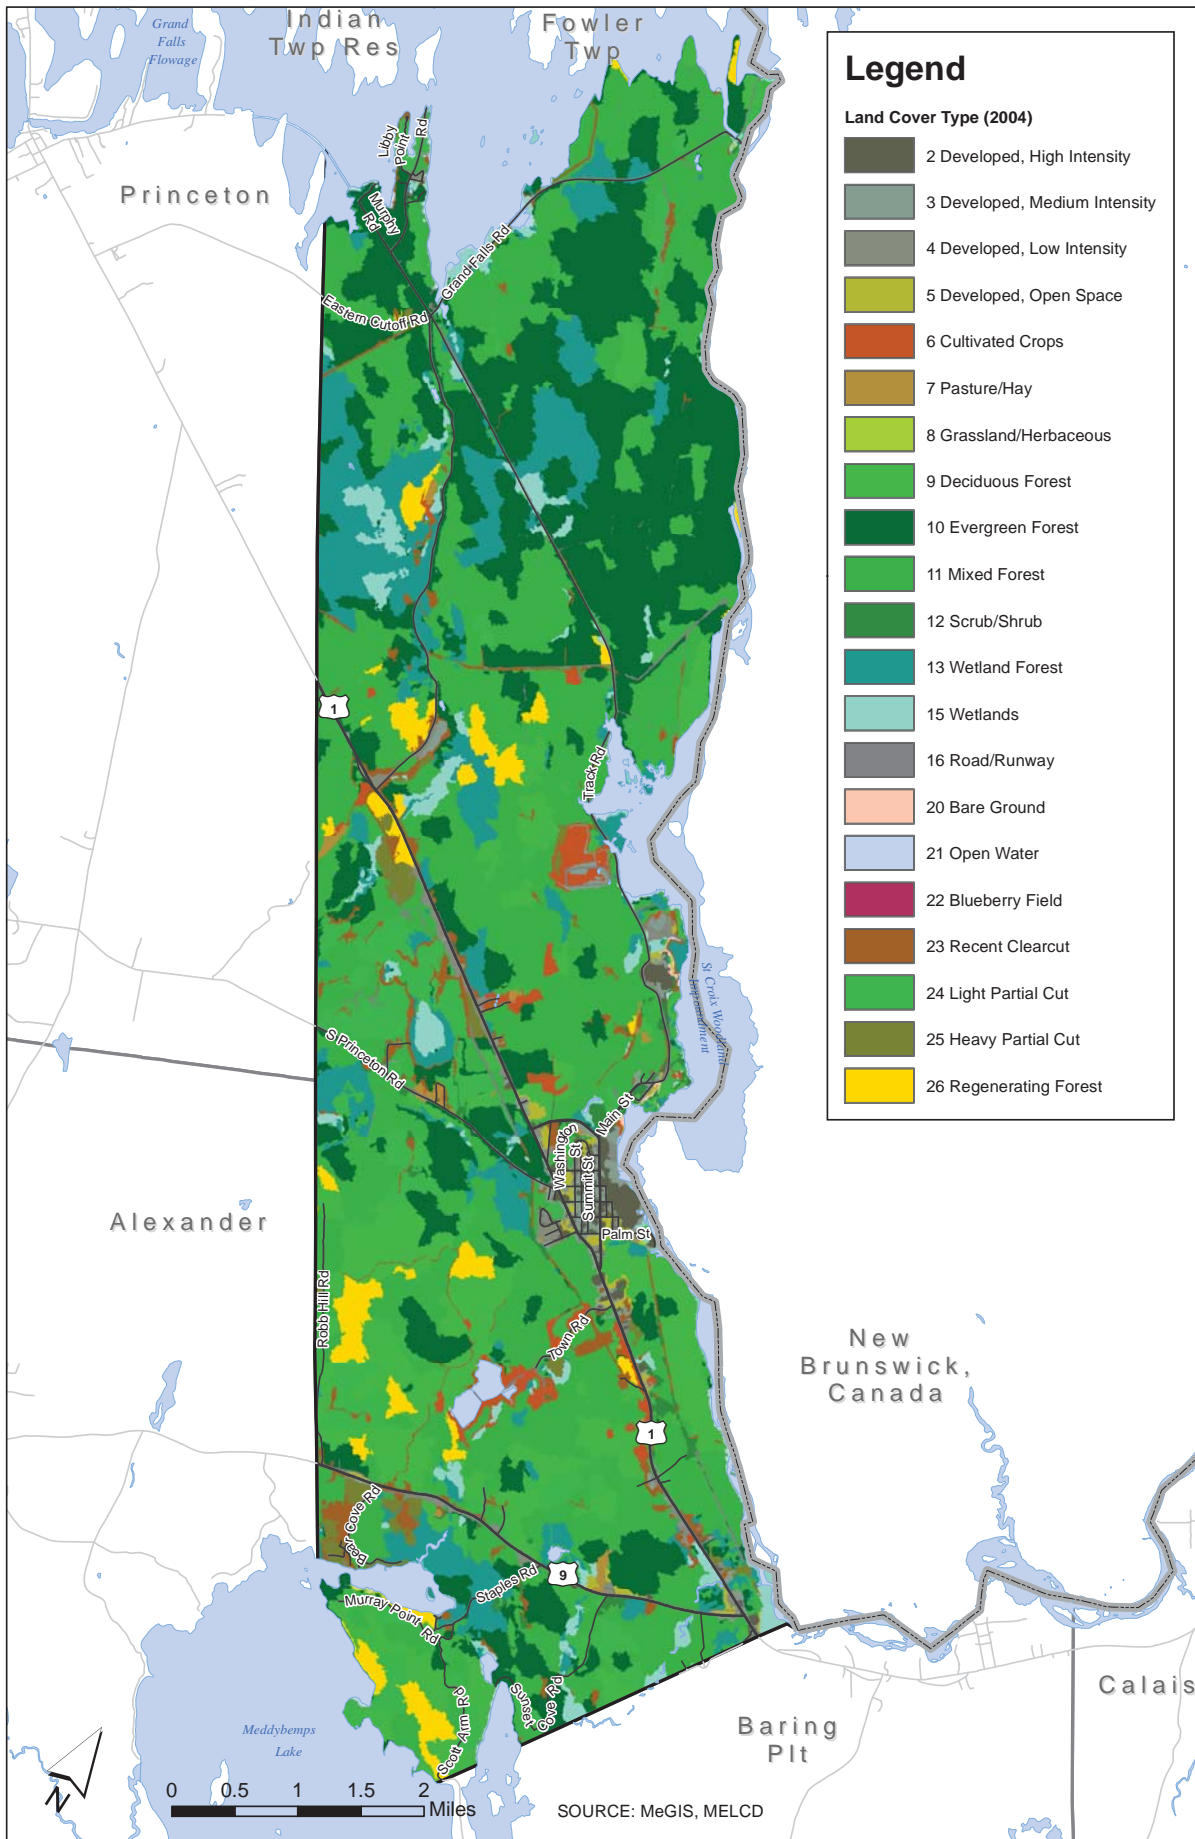 Grand
Falls
Flowage
Indian
Twp Res
Fowler
Twp
Princeton
Libby
Point
Rd
Murphy
Rd
Grand Falls Rd
Eastern Cutoff Rd
1
Track Rd
St Croix Woodland
Impoundment
S Princeton Rd
Main St
Washington
St
Summit St
Palm St
Alexander
Robb Hill Rd
Town Rd
New
Brunswick,
Canada
1
Bear Cove Rd
9
Staples Rd
Murray Point Rd
Scott Arm Rd
Sunset
Cove Rd
Meddybemps
Lake
Baring
Plt
Calais
N
0 0.5 1 1.5 2
Miles
SOURCE: MeGIS, MELCD
Legend
Land Cover Type (2004)
2 Developed, High Intensity
3 Developed, Medium Intensity
4 Developed, Low Intensity
5 Developed, Open Space
6 Cultivated Crops
7 Pasture/Hay
8 Grassland/Herbaceous
9 Deciduous Forest
10 Evergreen Forest
11 Mixed Forest
12 Scrub/Shrub
13 Wetland Forest
15 Wetlands
16 Road/Runway
20 Bare Ground
21 Open Water
22 Blueberry Field
23 Recent Clearcut
24 Light Partial Cut
25 Heavy Partial Cut
26 Regenerating Forest